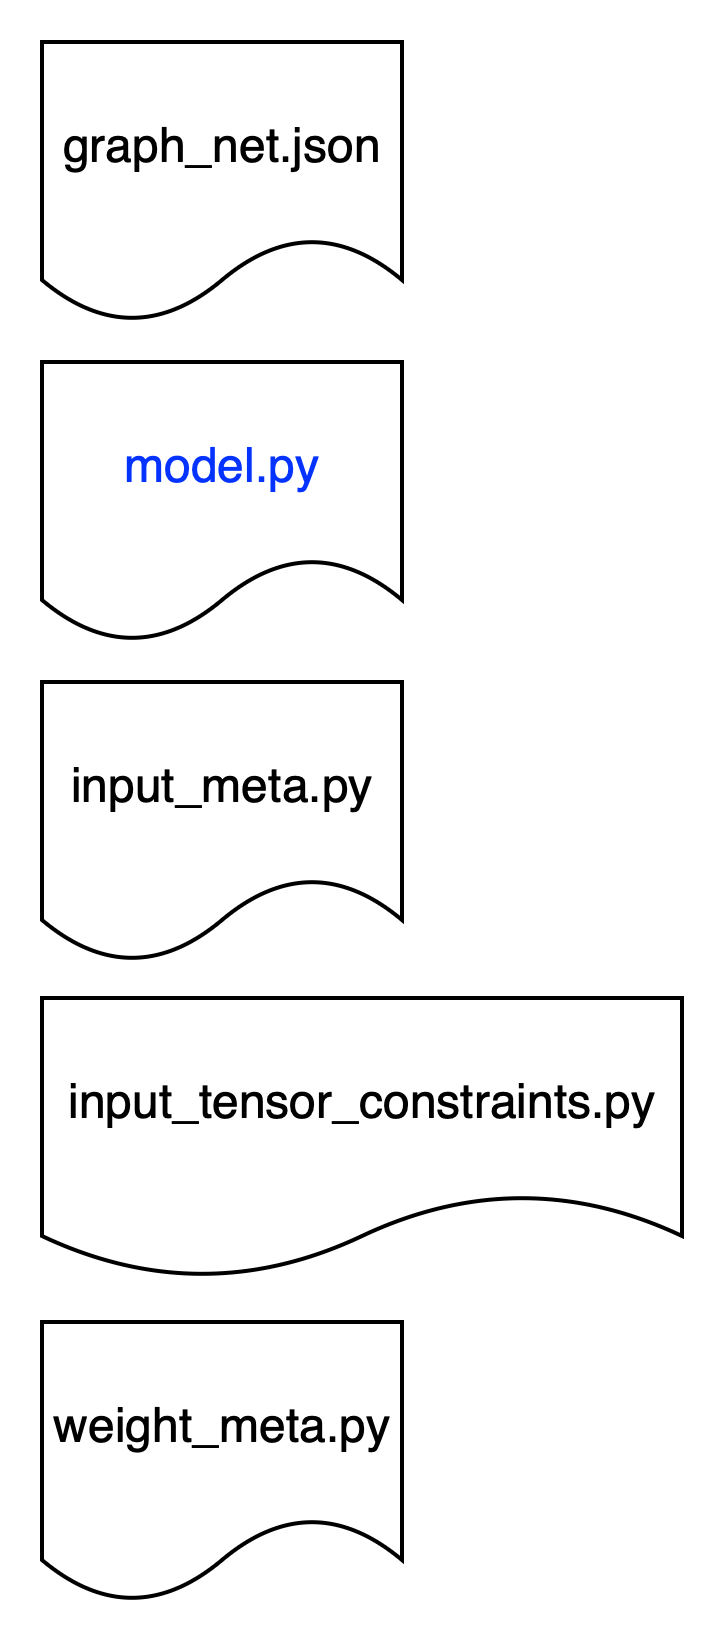 graph_net.json
model.py
input_meta.py
input_tensor_constraints.py
weight_meta.py